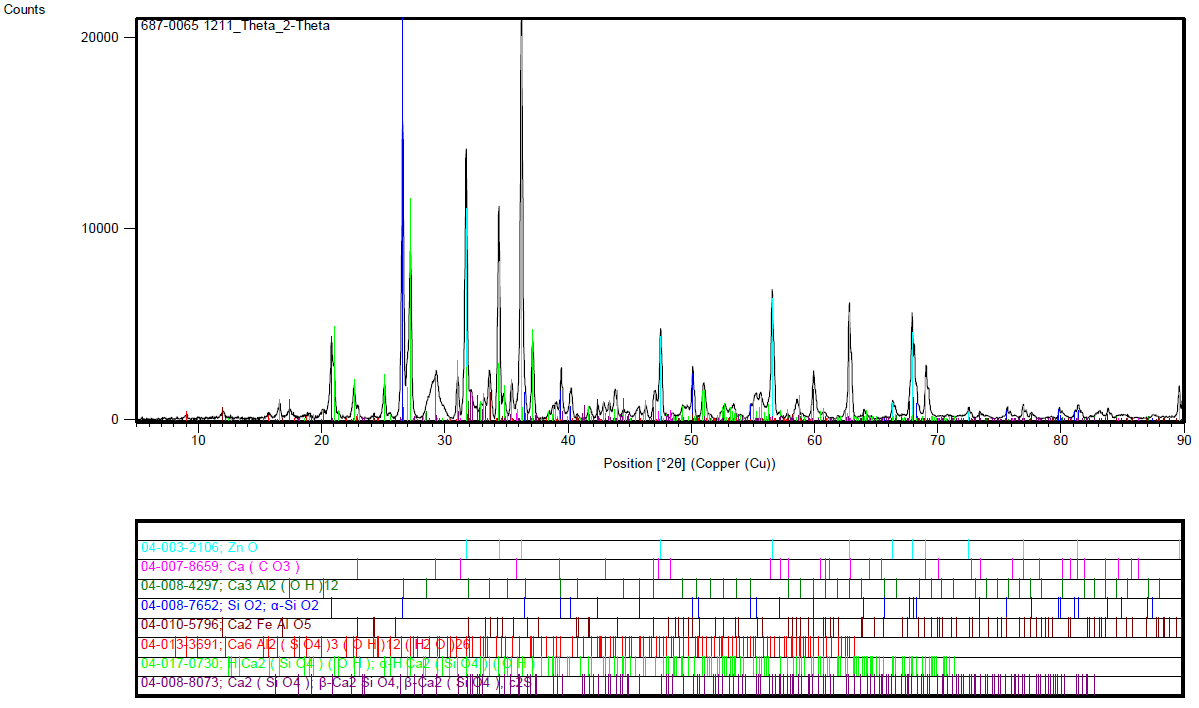 Counts
687-0065 1211_Theta_2-Theta
20000
10000
0
10 20 30 40 50 60 70 80 90
Position [°2θ] (Copper (Cu))
04-003-2106; Zn O
04-007-8659; Ca ( C O3 )
04-008-4297; Ca3 Al2 ( O H )12
04-008-7652; Si O2; α-Si O2
04-010-5796; Ca2 Fe Al O5
04-013-3691; Ca6 Al2 ( S O4 )3 ( O H )12 ( H2 O )26
04-017-0730; H Ca2 ( Si O4 ) ( O H ); α-H Ca2 ( Si O4 ) ( O H )
04-008-8073; Ca2 ( Si O4 ); β-Ca2 Si O4, β-Ca2 ( Si O4 ), c2S